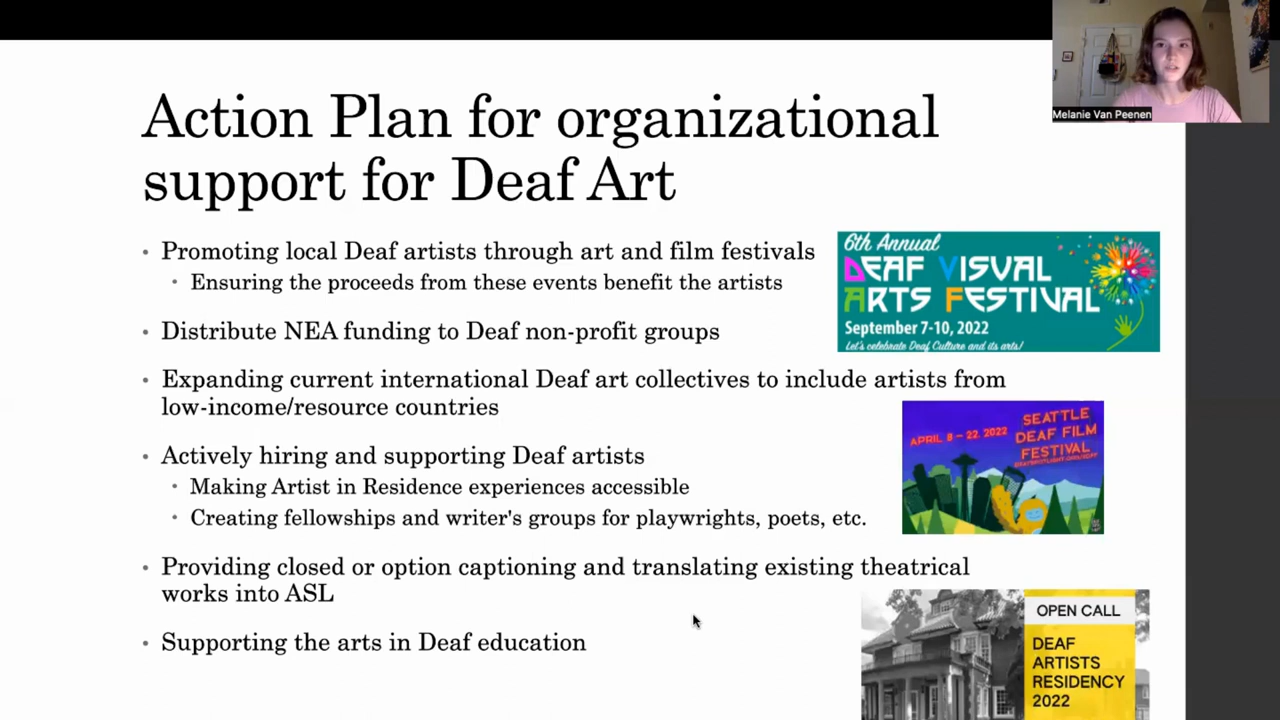 Melanie Van Peenen
Action Plan for organizational
support for Deaf Art
• Promoting local Deaf artists through art and film festivals
• Ensuring the proceeds from these events benefit the artists
• Distribute NEA funding to Deaf non-profit groups
• Expanding current international Deaf art collectives to include artists from
low-income/resource countries
• Actively hiring and supporting Deaf artists
• Making Artist in Residence experiences accessible
• Creating fellowships and writer's groups for playwrights, poets, etc.
• Providing closed or option captioning and translating existing theatrical
works into ASL
• Supporting the arts in Deaf education
6th Annual
DEAF VISUAL
ARTS FESTIVAL
September 7-10, 2022
Let's celebrate Deaf Culture and its arts!
APRIL 8 – 22, 2022
SEATTLE
DEAF FILM
FESTIVAL
OPEN CALL
DEAF
ARTISTS
RESIDENCY
2022